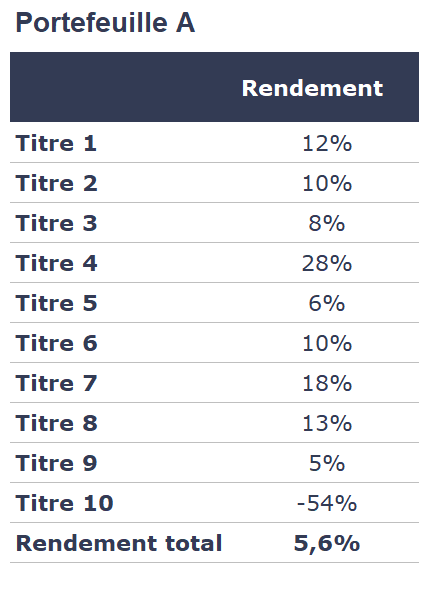 Portefeuille A
Rendement
Titre 1 12%
Titre 2 10%
Titre 3 8%
Titre 4 28%
Titre 5 6%
Titre 6 10%
Titre 7 18%
Titre 8 13%
Titre 9 5%
Titre 10 -54%
Rendement total 5,6%